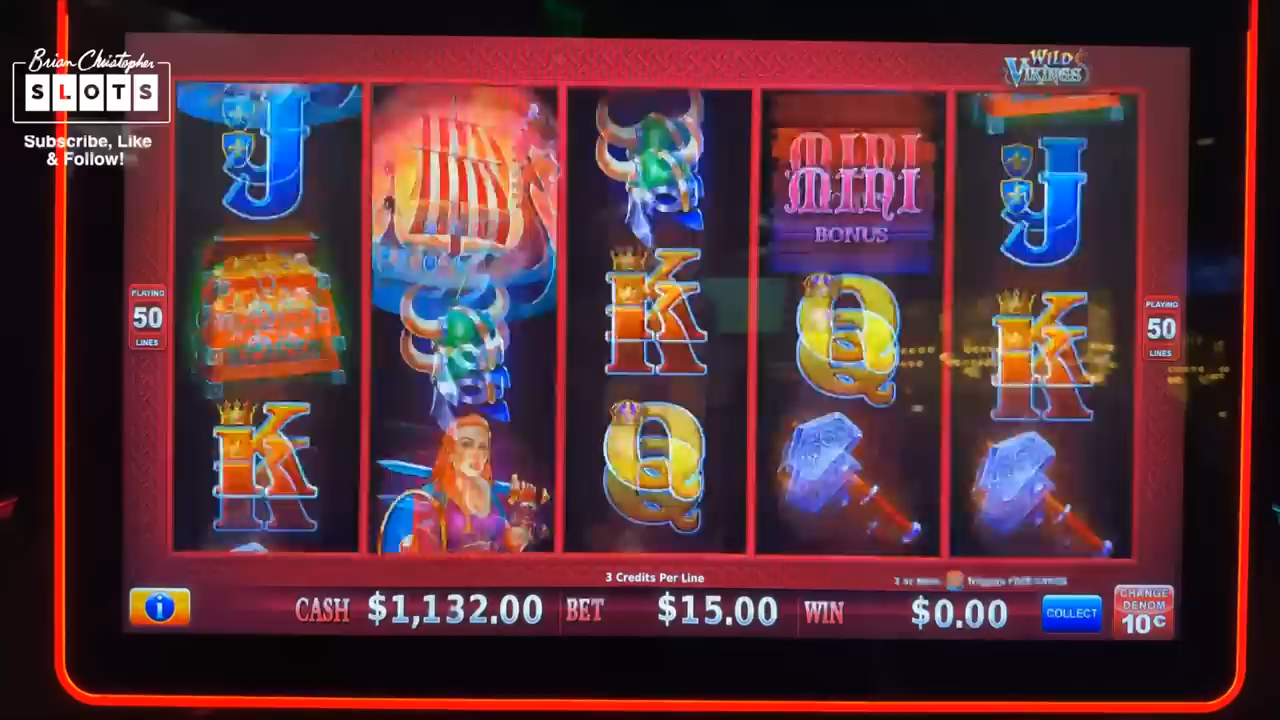 Brian Christopher
SLOTS
Subscribe, Like
& Follow!
WILD
VIKINGS
J
MINI
MINI
BONUS
J
K
Q
K
K
Q
PLAYING
50
LINES
PLAYING
50
LINES
3 Credits Per Line
CASH $1,132.00 BET $15.00 WIN $0.00
COLLECT
CHANGE
DENOM
10¢
i